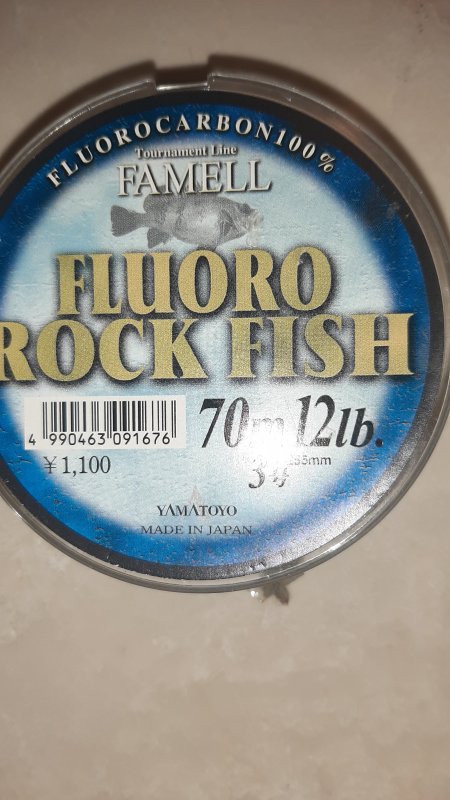 FLUOROCARBON100%
Tournament Line
FAMELL
FLUORO
ROCK FISH
4 990463 091676
70m 12lb.
¥1,100
YAMATOYO
MADE IN JAPAN